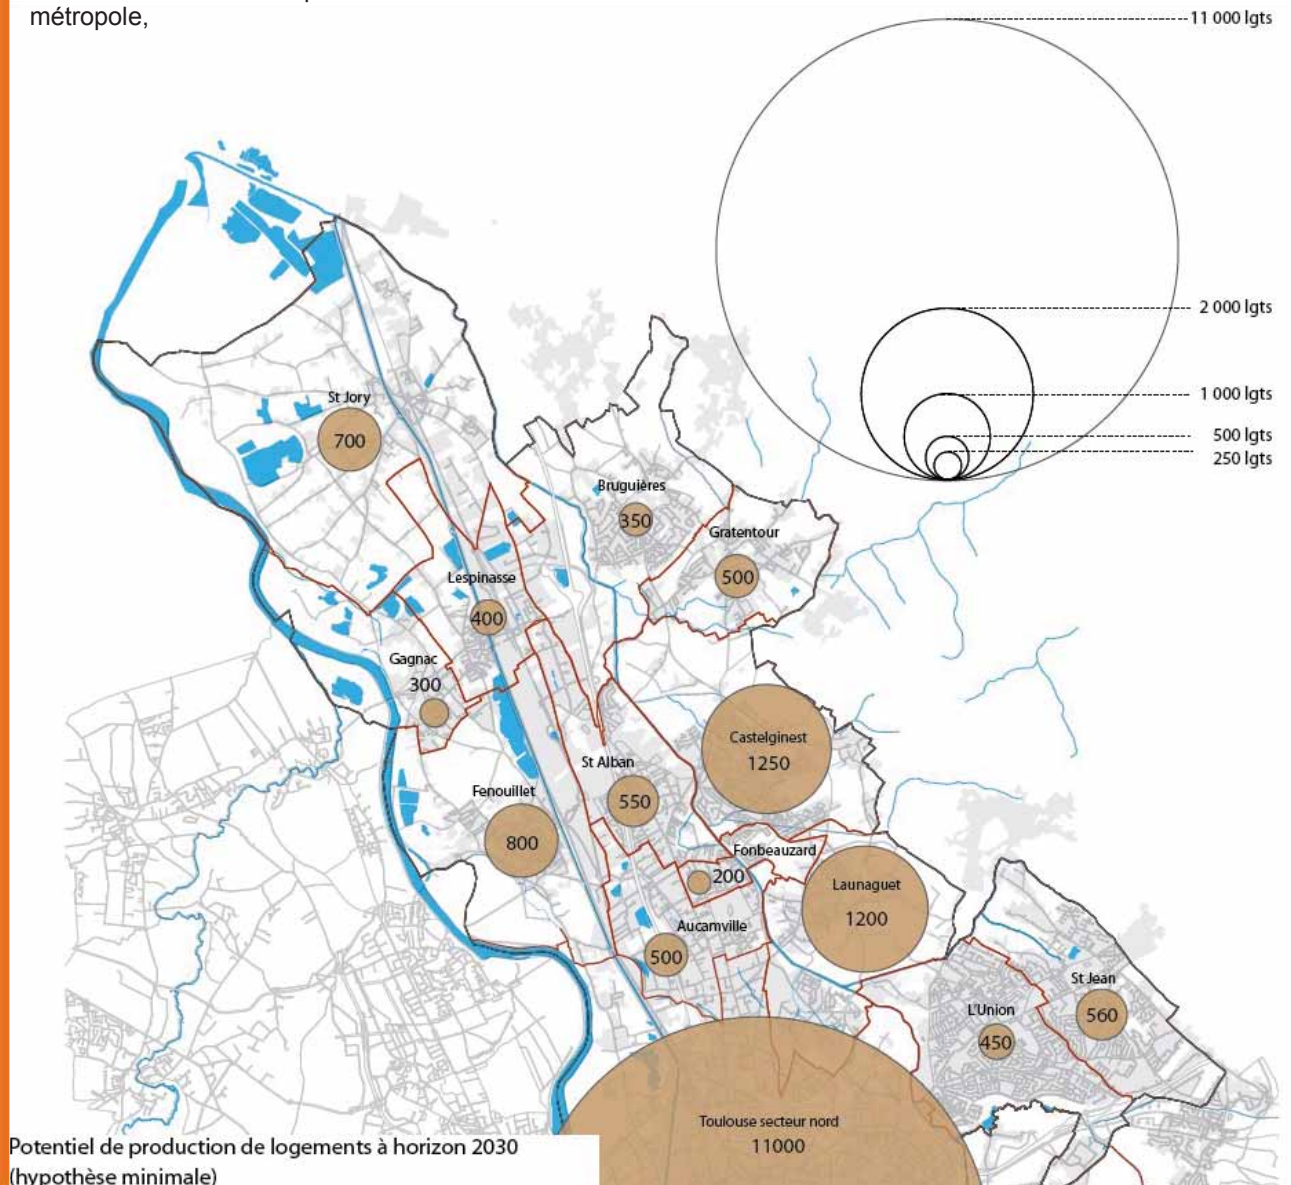 métropole,
11 000 lgts
2 000 lgts
1 000 lgts
500 lgts
250 lgts
St Jory
700
Bruguières
350
Gratentour
500
Lespinasse
400
Gagnac
300
Castelginest
1250
St Alban
550
Fenouillet
800
Fonbeauzard
200
Launaguet
1200
Aucamville
500
St Jean
560
L'Union
450
Toulouse secteur nord
11000
Potentiel de production de logements à horizon 2030
(hypothèse minimale)